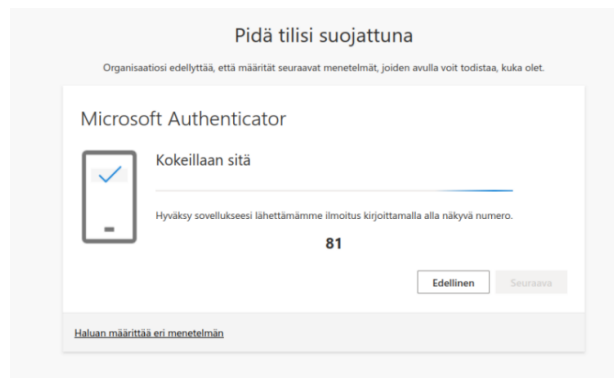 Pidä tilisi suojattuna
Organisaatiosi edellyttää, että määrität seuraavat menetelmät, joiden avulla voit todistaa, kuka olet.
Microsoft Authenticator
Kokeillaan sitä
Hyväksy sovellukseesi lähettämämme ilmoitus kirjoittamalla alla näkyvä numero.
81
Edellinen Seuraava
Haluan määrittää eri menetelmän